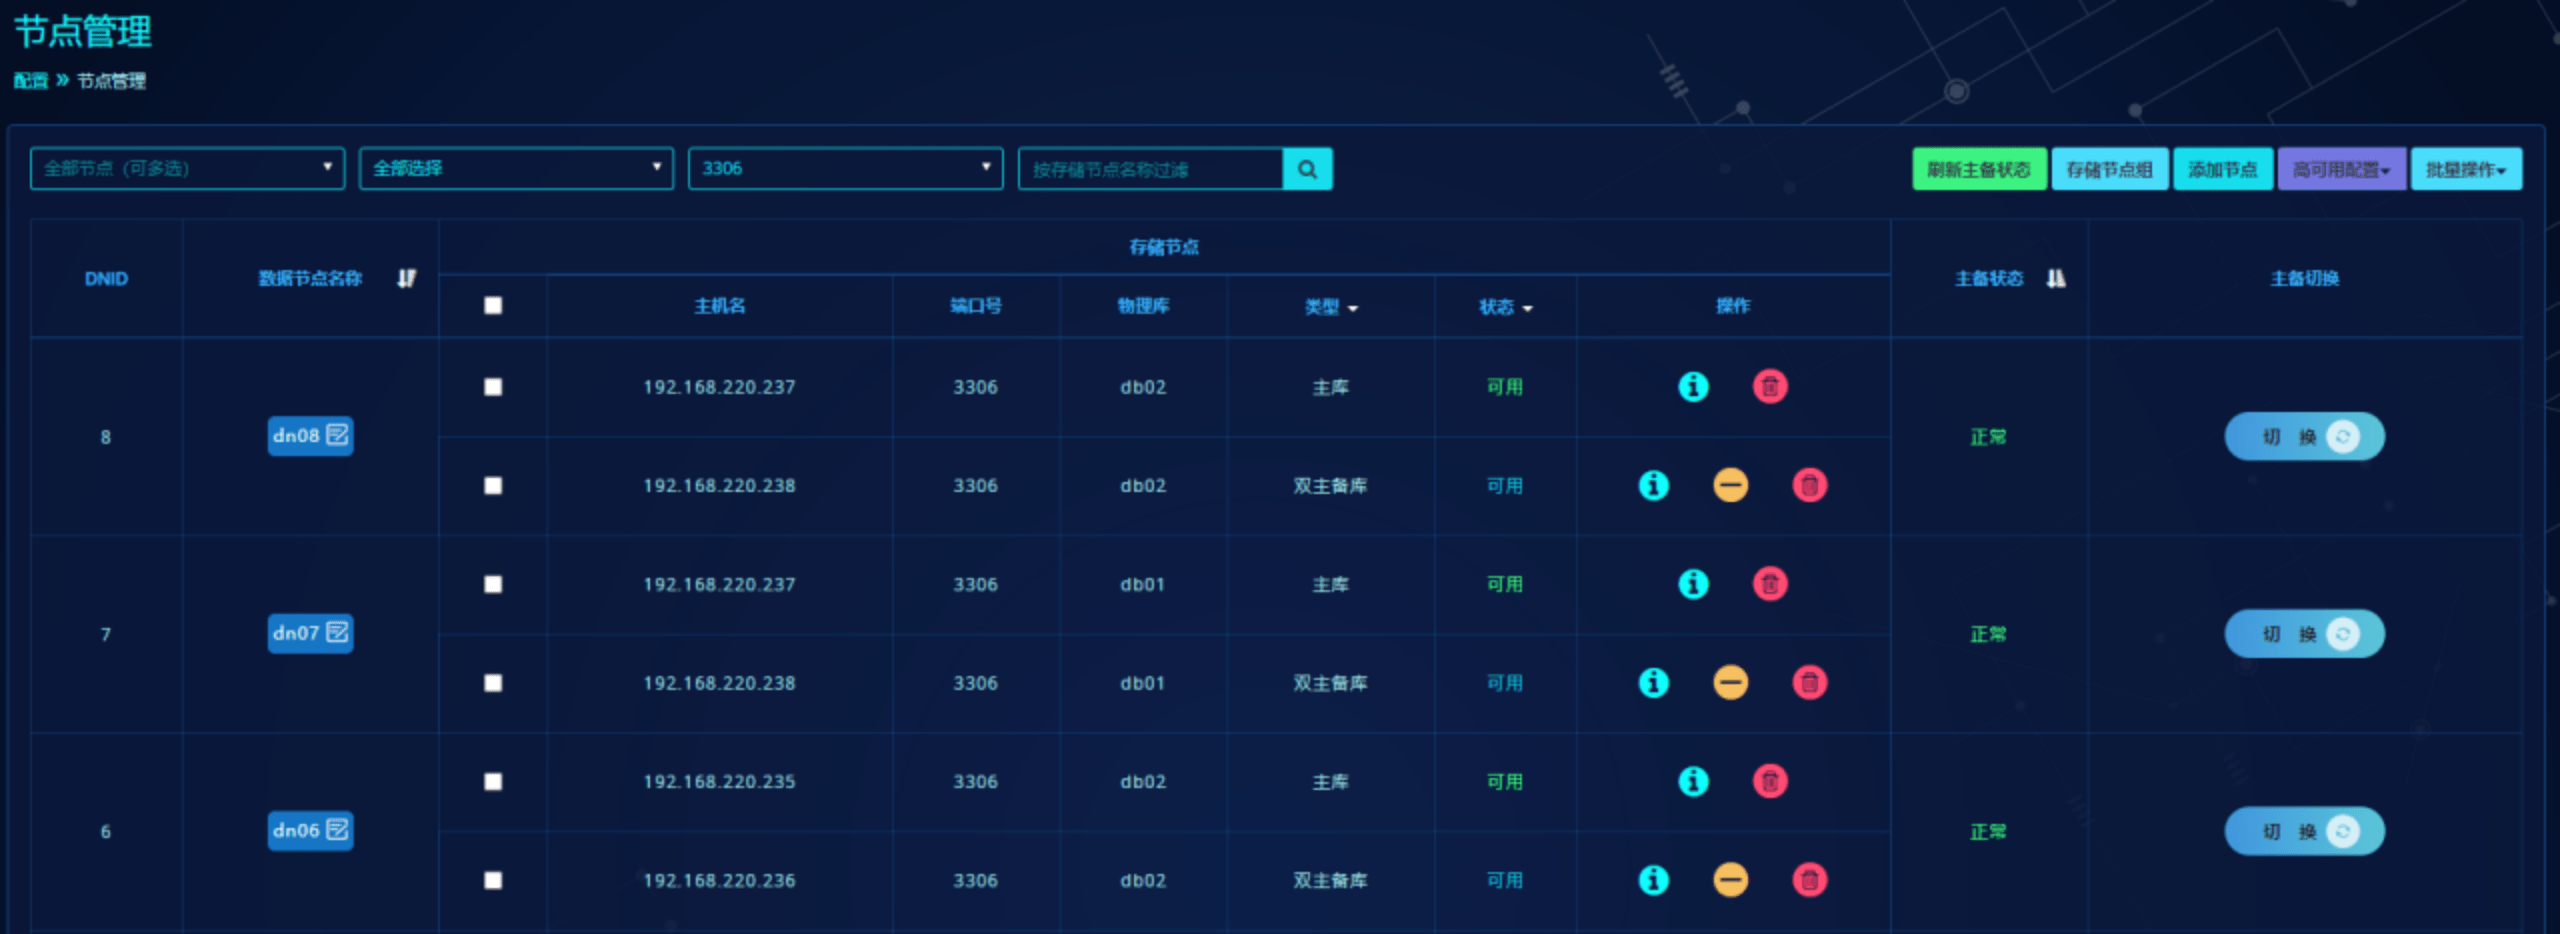 节点管理
配置 » 节点管理
全部节点（可多选） 全部选择 3306 按存储节点名称过滤 刷新主备状态 存储节点组 添加节点 高可用配置 批量操作
存储节点
DNID 数据节点名称 主备状态 主备切换
主机名 端口号 物理库 类型 状态 操作
192.168.220.237 3306 db02 主库 可用
8 dn08 正常 切 换
192.168.220.238 3306 db02 双主备库 可用
192.168.220.237 3306 db01 主库 可用
7 dn07 正常 切 换
192.168.220.238 3306 db01 双主备库 可用
192.168.220.235 3306 db02 主库 可用
6 dn06 正常 切 换
192.168.220.236 3306 db02 双主备库 可用